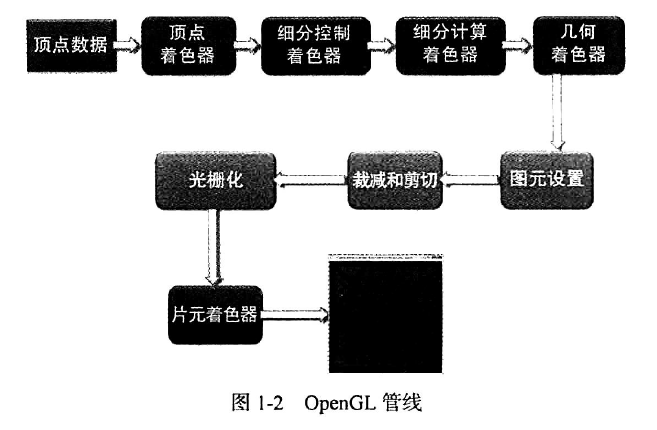 顶点数据
顶点
着色器
细分控制
着色器
细分计算
着色器
几何
着色器
图元设置
裁减和剪切
光栅化
片元着色器
图 1-2 OpenGL 管线